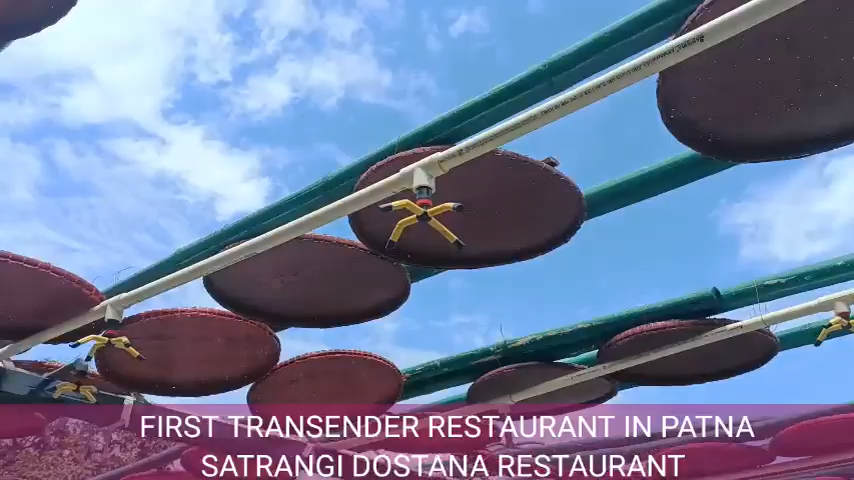 FIRST TRANSENDER RESTAURANT IN PATNA
SATRANGI DOSTANA RESTAURANT